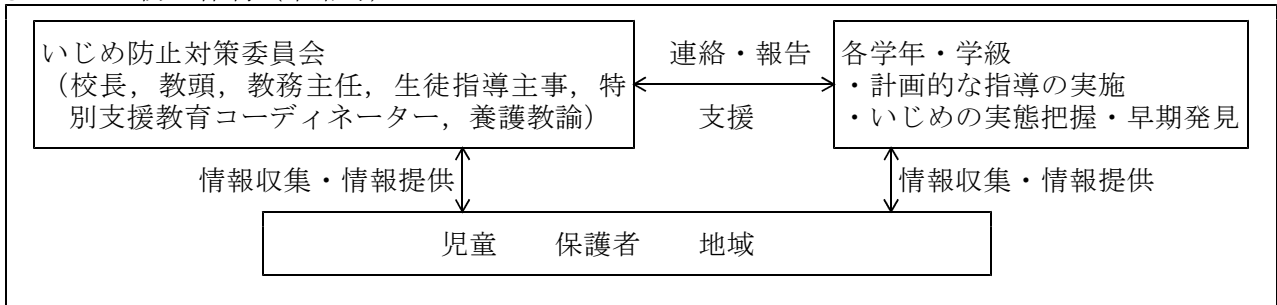 いじめ防止対策委員会
（校長，教頭，教務主任，生徒指導主事，特
別支援教育コーディネーター，養護教諭）
連絡・報告
支援
各学年・学級
・計画的な指導の実施
・いじめの実態把握・早期発見
情報収集・情報提供
情報収集・情報提供
児童　　保護者　　地域